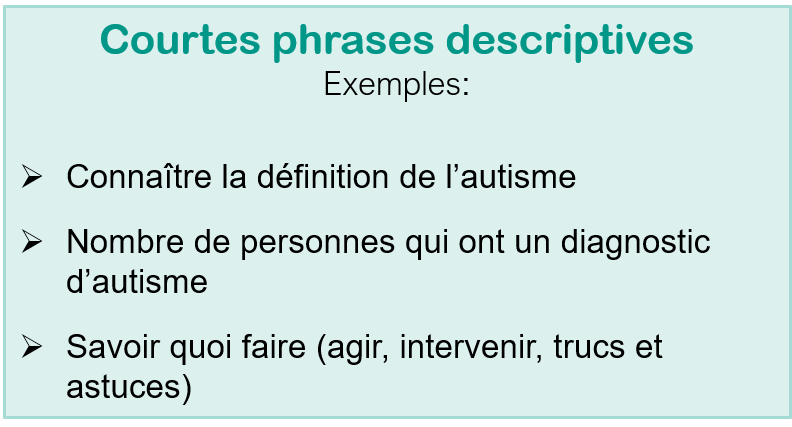 Courtes phrases descriptives
Exemples:
➢ Connaître la définition de l’autisme
➢ Nombre de personnes qui ont un diagnostic
d’autisme
➢ Savoir quoi faire (agir, intervenir, trucs et
astuces)